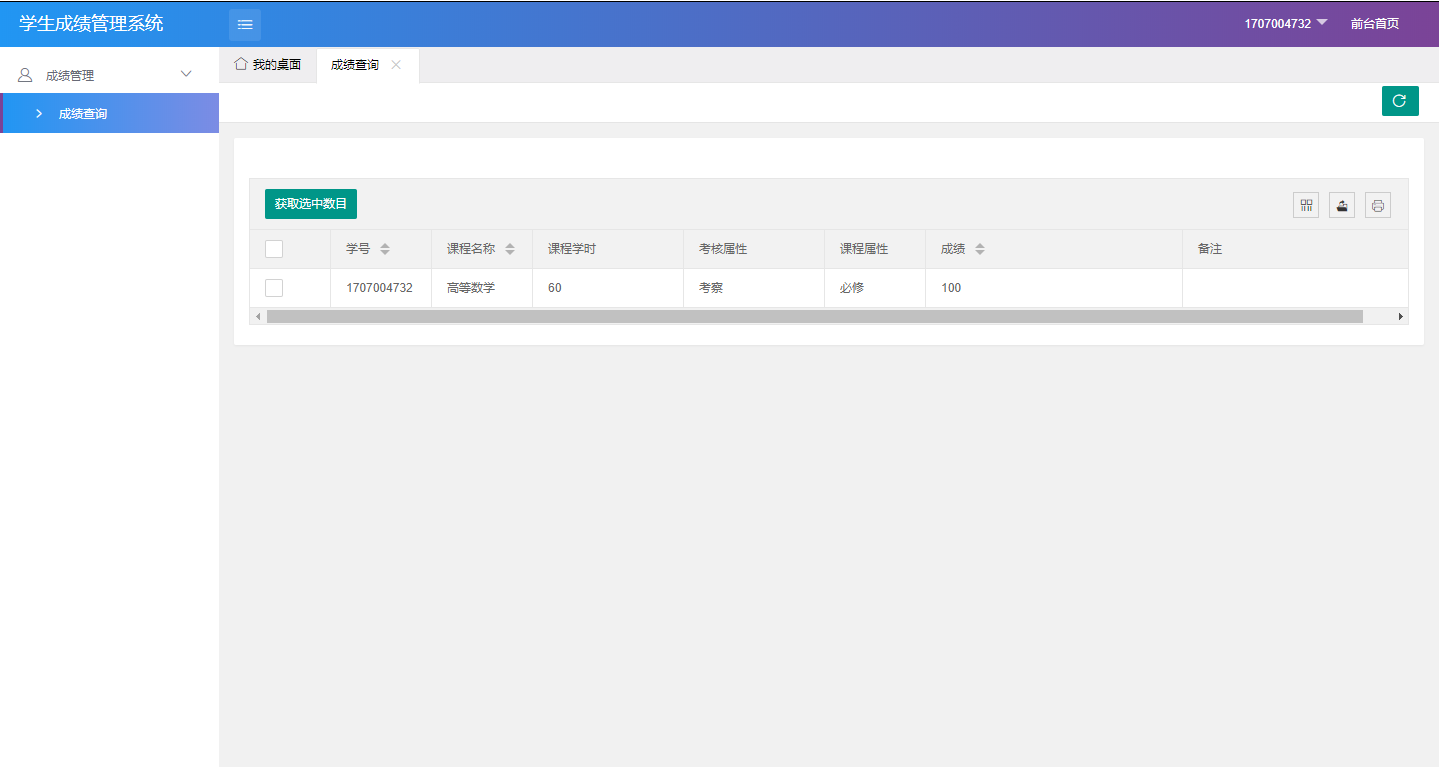 学生成绩管理系统
1707004732
前台首页
成绩管理
成绩查询
我的桌面
成绩查询
获取选中数目
学号 课程名称 课程学时 考核属性 课程属性 成绩 备注
1707004732 高等数学 60 考察 必修 100